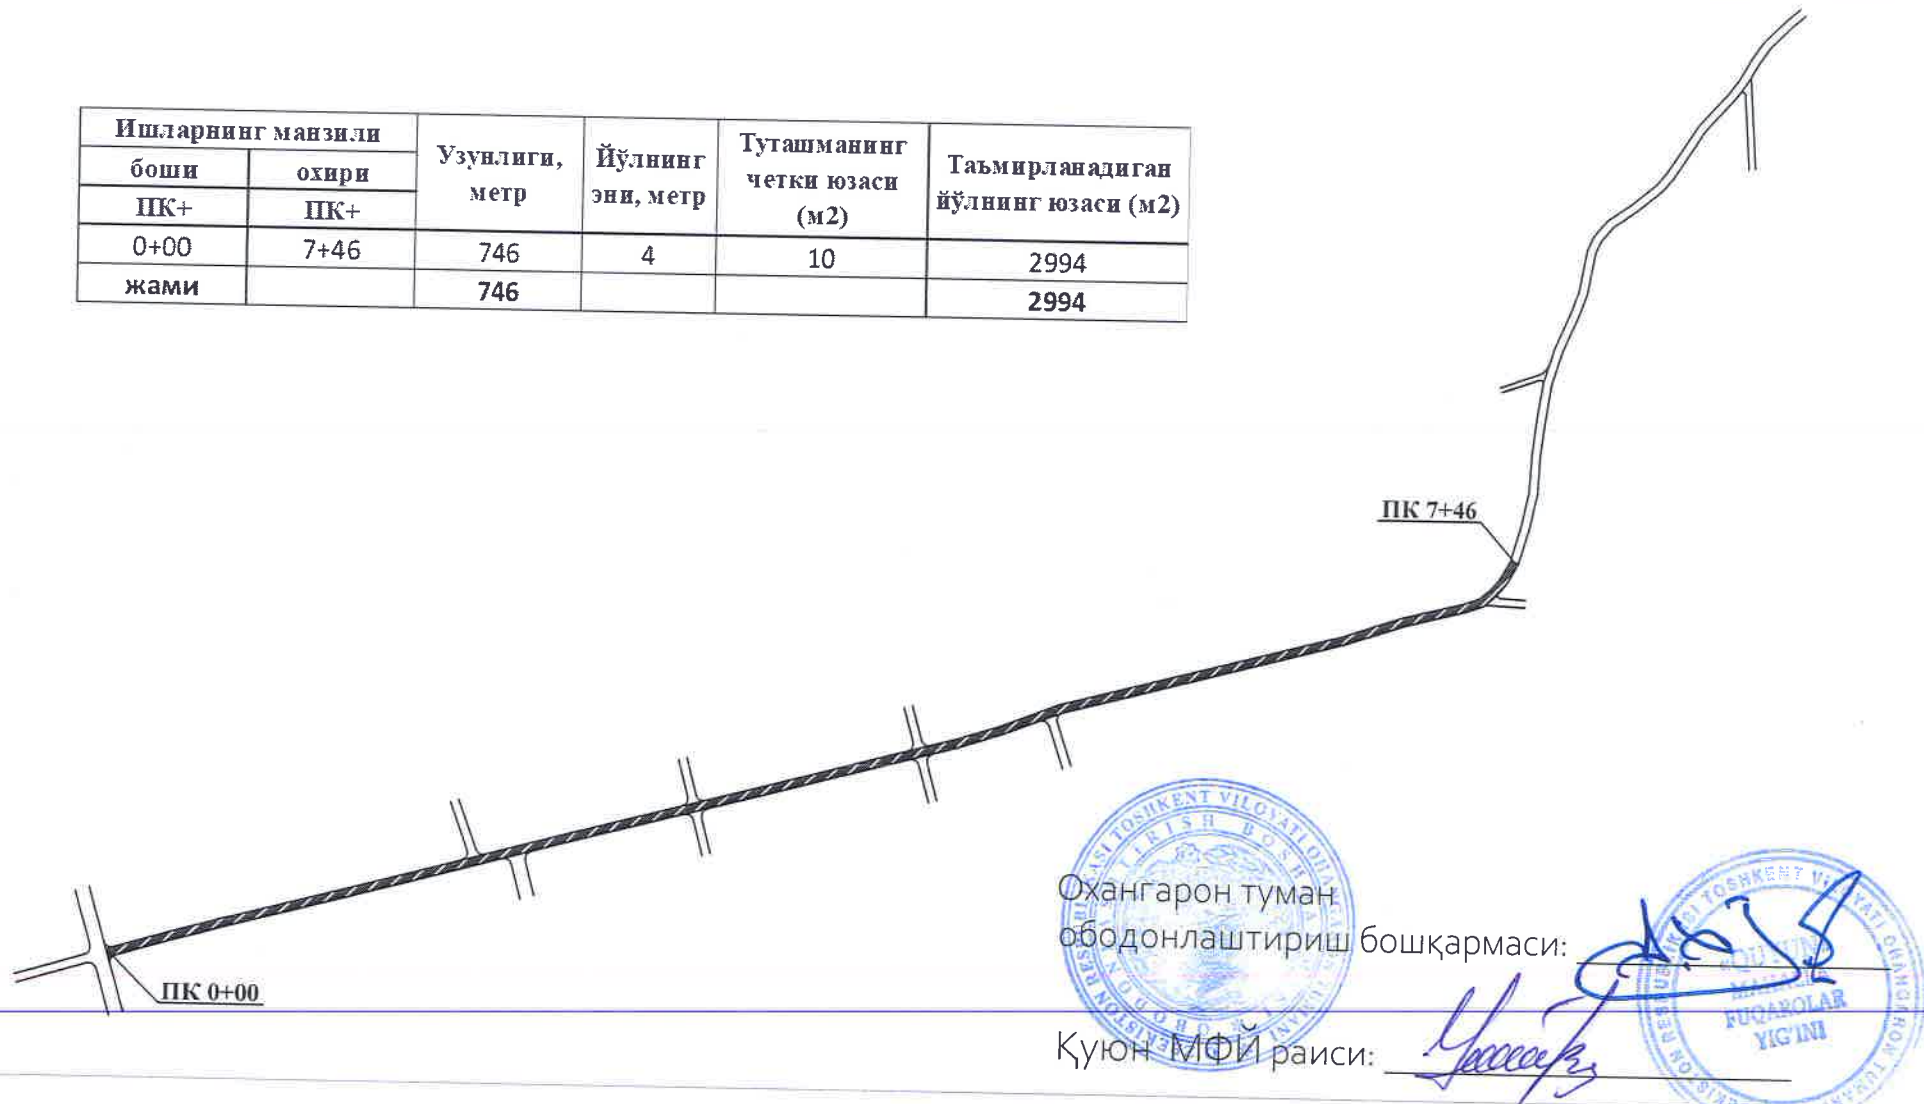 Ишларнинг манзили
Узунлиги, метр
Йўлнинг эни, метр
Туташманинг четки юзаси (м2)
Таъмирланадиган йўлнинг юзаси (м2)
боши охири
ПК+ ПК+
0+00 7+46 746 4 10 2994
жами 746 2994
ПК 7+46
ПК 0+00
Охангарон туман
ободонлаштириш бошқармаси:
Қуюн МФЙ раиси:
TOSHKENT VILOYATI
FUQAROLAR
YIG'INI